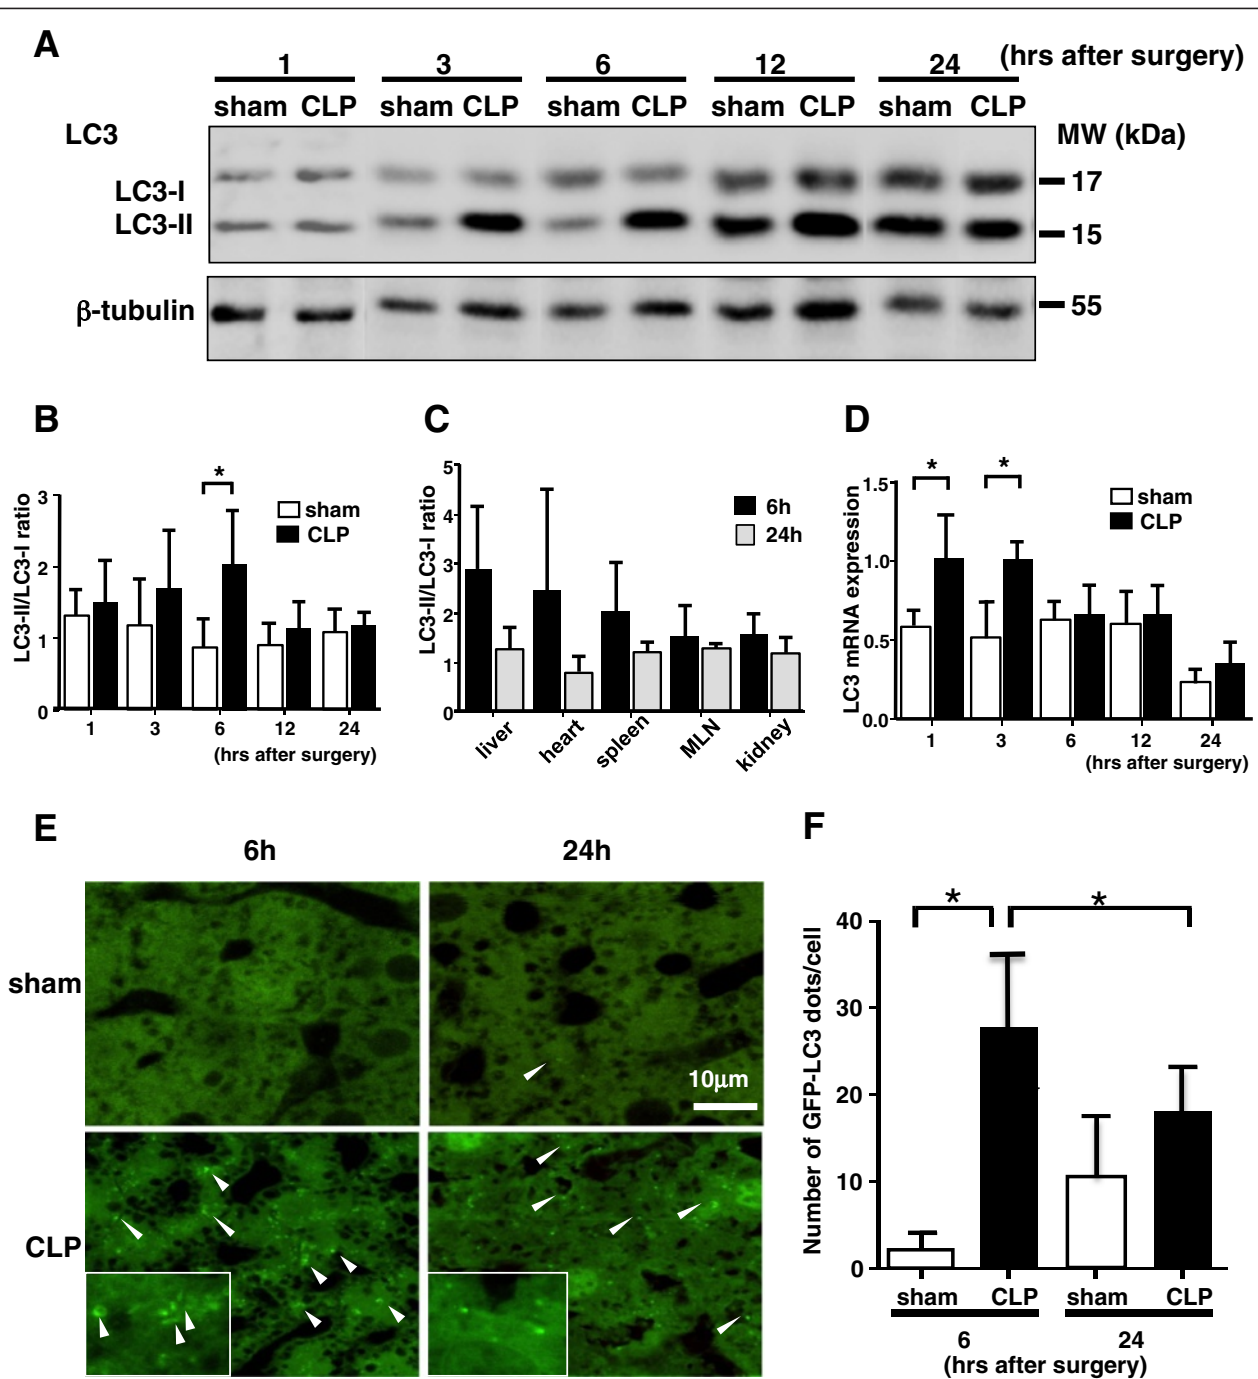 A
1 3 6 12 24 (hrs after surgery)
sham CLP sham CLP sham CLP sham CLP sham CLP
LC3
MW (kDa)
LC3-I
17
LC3-II
15
β-tubulin
55
B
*
LC3-II/LC3-I ratio
3
2
1
0
sham
CLP
1 3 6 12 24
(hrs after surgery)
C
LC3-II/LC3-I ratio
5
4
3
2
1
0
6h
24h
liver heart spleen MLN kidney
D
* *
LC3 mRNA expression
1.5
1.0
0.5
0.0
sham
CLP
1 3 6 12 24
(hrs after surgery)
E
6h 24h
sham
10µm
CLP
F
* *
Number of GFP-LC3 dots/cell
40
30
20
10
0
sham CLP sham CLP
6 24
(hrs after surgery)